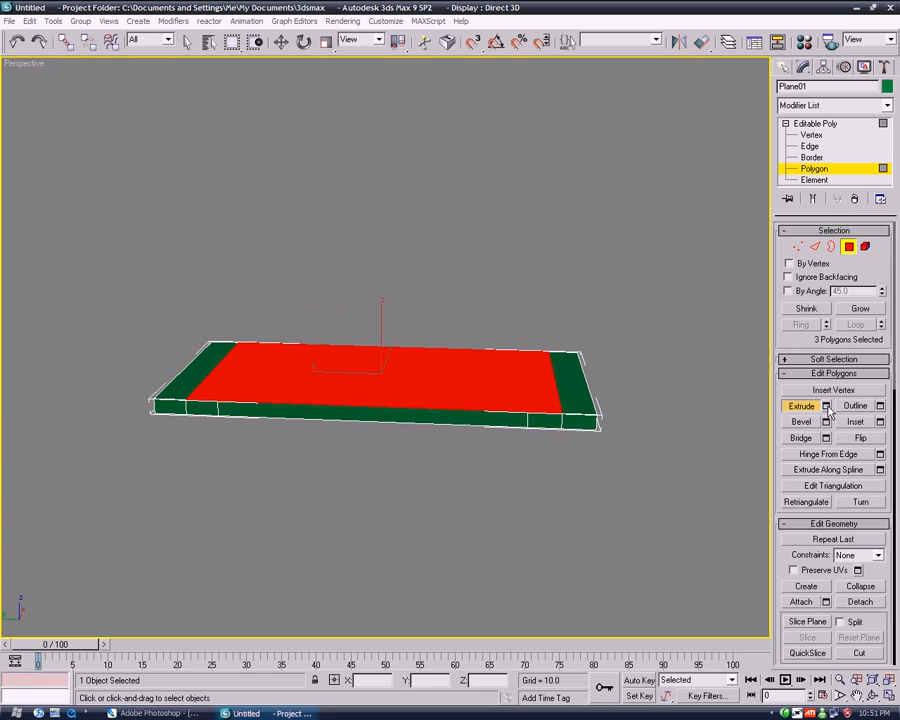 Untitled - Project Folder: C:\Documents and Settings\Me\My Documents\3dsmax - Autodesk 3ds Max 9 SP2 - Display : Direct 3D
File Edit Tools Group Views Create Modifiers reactor Animation Graph Editors Rendering Customize MAXScript Help
All View View
Perspective
Plane01
Modifier List
Editable Poly
Vertex
Edge
Border
Polygon
Element
Selection
By Vertex
Ignore Backfacing
By Angle: 45.0
Shrink Grow
Ring Loop
3 Polygons Selected
Soft Selection
Edit Polygons
Insert Vertex
Extrude Outline
Bevel Inset
Bridge Flip
Hinge From Edge
Extrude Along Spline
Edit Triangulation
Retriangulate Turn
Edit Geometry
Repeat Last
Constraints: None
Preserve UVs
Create Collapse
Attach Detach
Slice Plane Split
Slice Reset Plane
QuickSlice Cut
z
y
z
y x
0 / 100
0 5 10 15 20 25 30 35 40 45 50 55 60 65 70 75 80 85 90 95 100
1 Object Selected X: Y: Z: Grid = 10.0 Auto Key Selected
Click or click-and-drag to select objects Add Time Tag Set Key Key Filters... 0
start Adobe Photoshop - [... Untitled - Project ... 10:51 PM